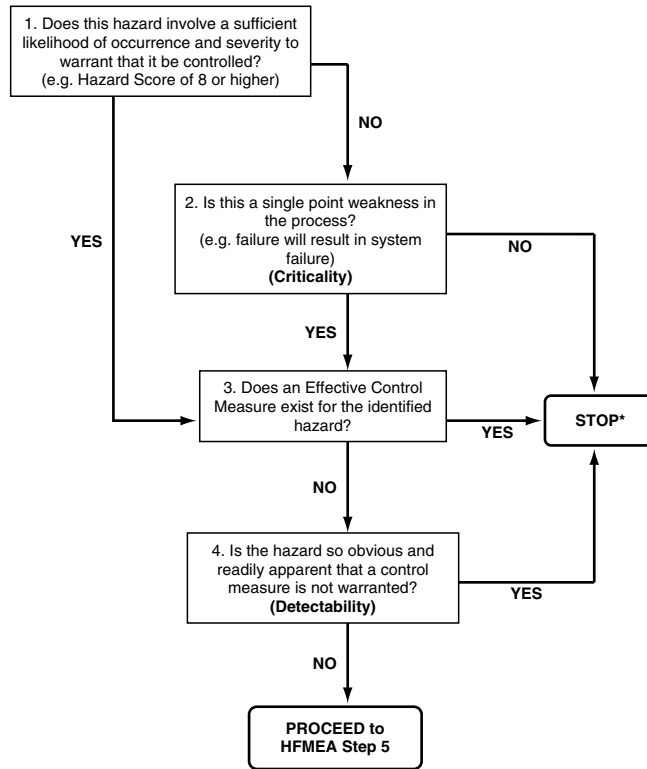 1. Does this hazard involve a sufficient
likelihood of occurrence and severity to
warrant that it be controlled?
(e.g. Hazard Score of 8 or higher)
NO
2. Is this a single point weakness in
the process?
(e.g. failure will result in system
failure)
(Criticality)
YES
NO
YES
3. Does an Effective Control
Measure exist for the identified
hazard?
YES
STOP*
NO
4. Is the hazard so obvious and
readily apparent that a control
measure is not warranted?
(Detectability)
YES
NO
PROCEED to
HFMEA Step 5